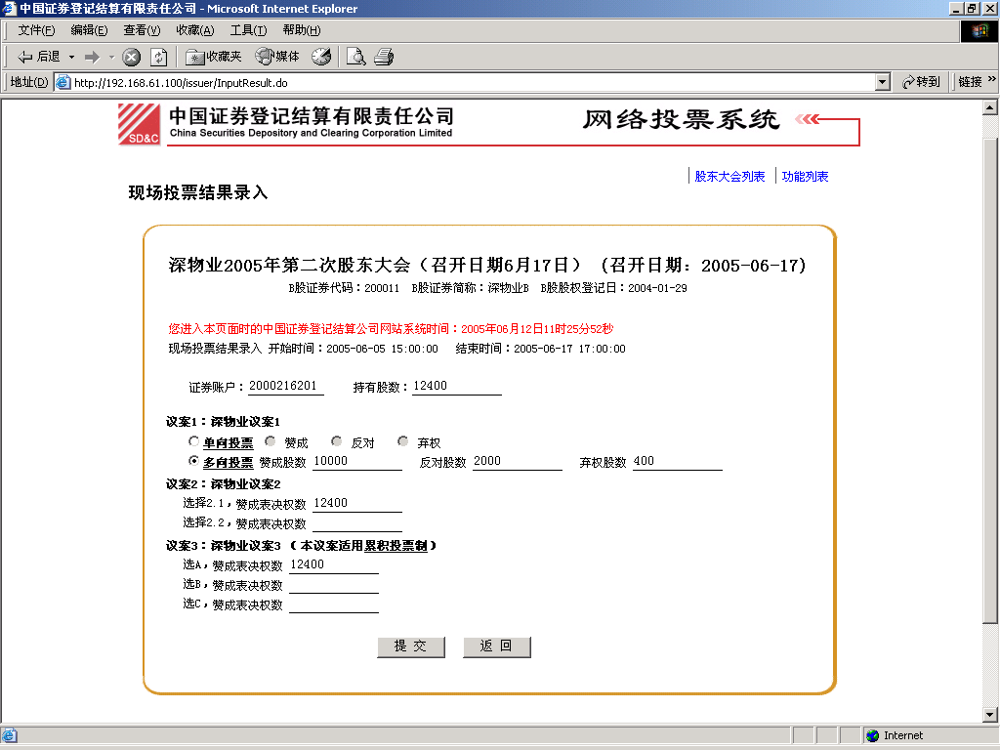 中国证券登记结算有限责任公司 - Microsoft Internet Explorer
文件(F) 编辑(E) 查看(V) 收藏(A) 工具(T) 帮助(H)
后退 收藏夹 媒体
地址(D) http://192.168.61.100/issuer/InputResult.do 转到 链接 »
SD&C 中国证券登记结算有限责任公司 网络投票系统
China Securities Depository and Clearing Corporation Limited
股东大会列表 功能列表
现场投票结果录入
深物业2005年第二次股东大会（召开日期6月17日） (召开日期：2005-06-17)
B股证券代码：200011 B股证券简称：深物业B B股股权登记日：2004-01-29
您进入本页面时的中国证券登记结算公司网站系统时间：2005年06月12日11时25分52秒
现场投票结果录入 开始时间：2005-06-05 15:00:00 结束时间：2005-06-17 17:00:00
证券账户：2000216201 持有股数：12400
议案1：深物业议案1
单向投票 赞成 反对 弃权
多向投票 赞成股数 10000 反对股数 2000 弃权股数 400
议案2：深物业议案2
选择2.1，赞成表决权数 12400
选择2.2，赞成表决权数
议案3：深物业议案3 （本议案适用累积投票制）
选A，赞成表决权数 12400
选B，赞成表决权数
选C，赞成表决权数
提 交 返 回
Internet